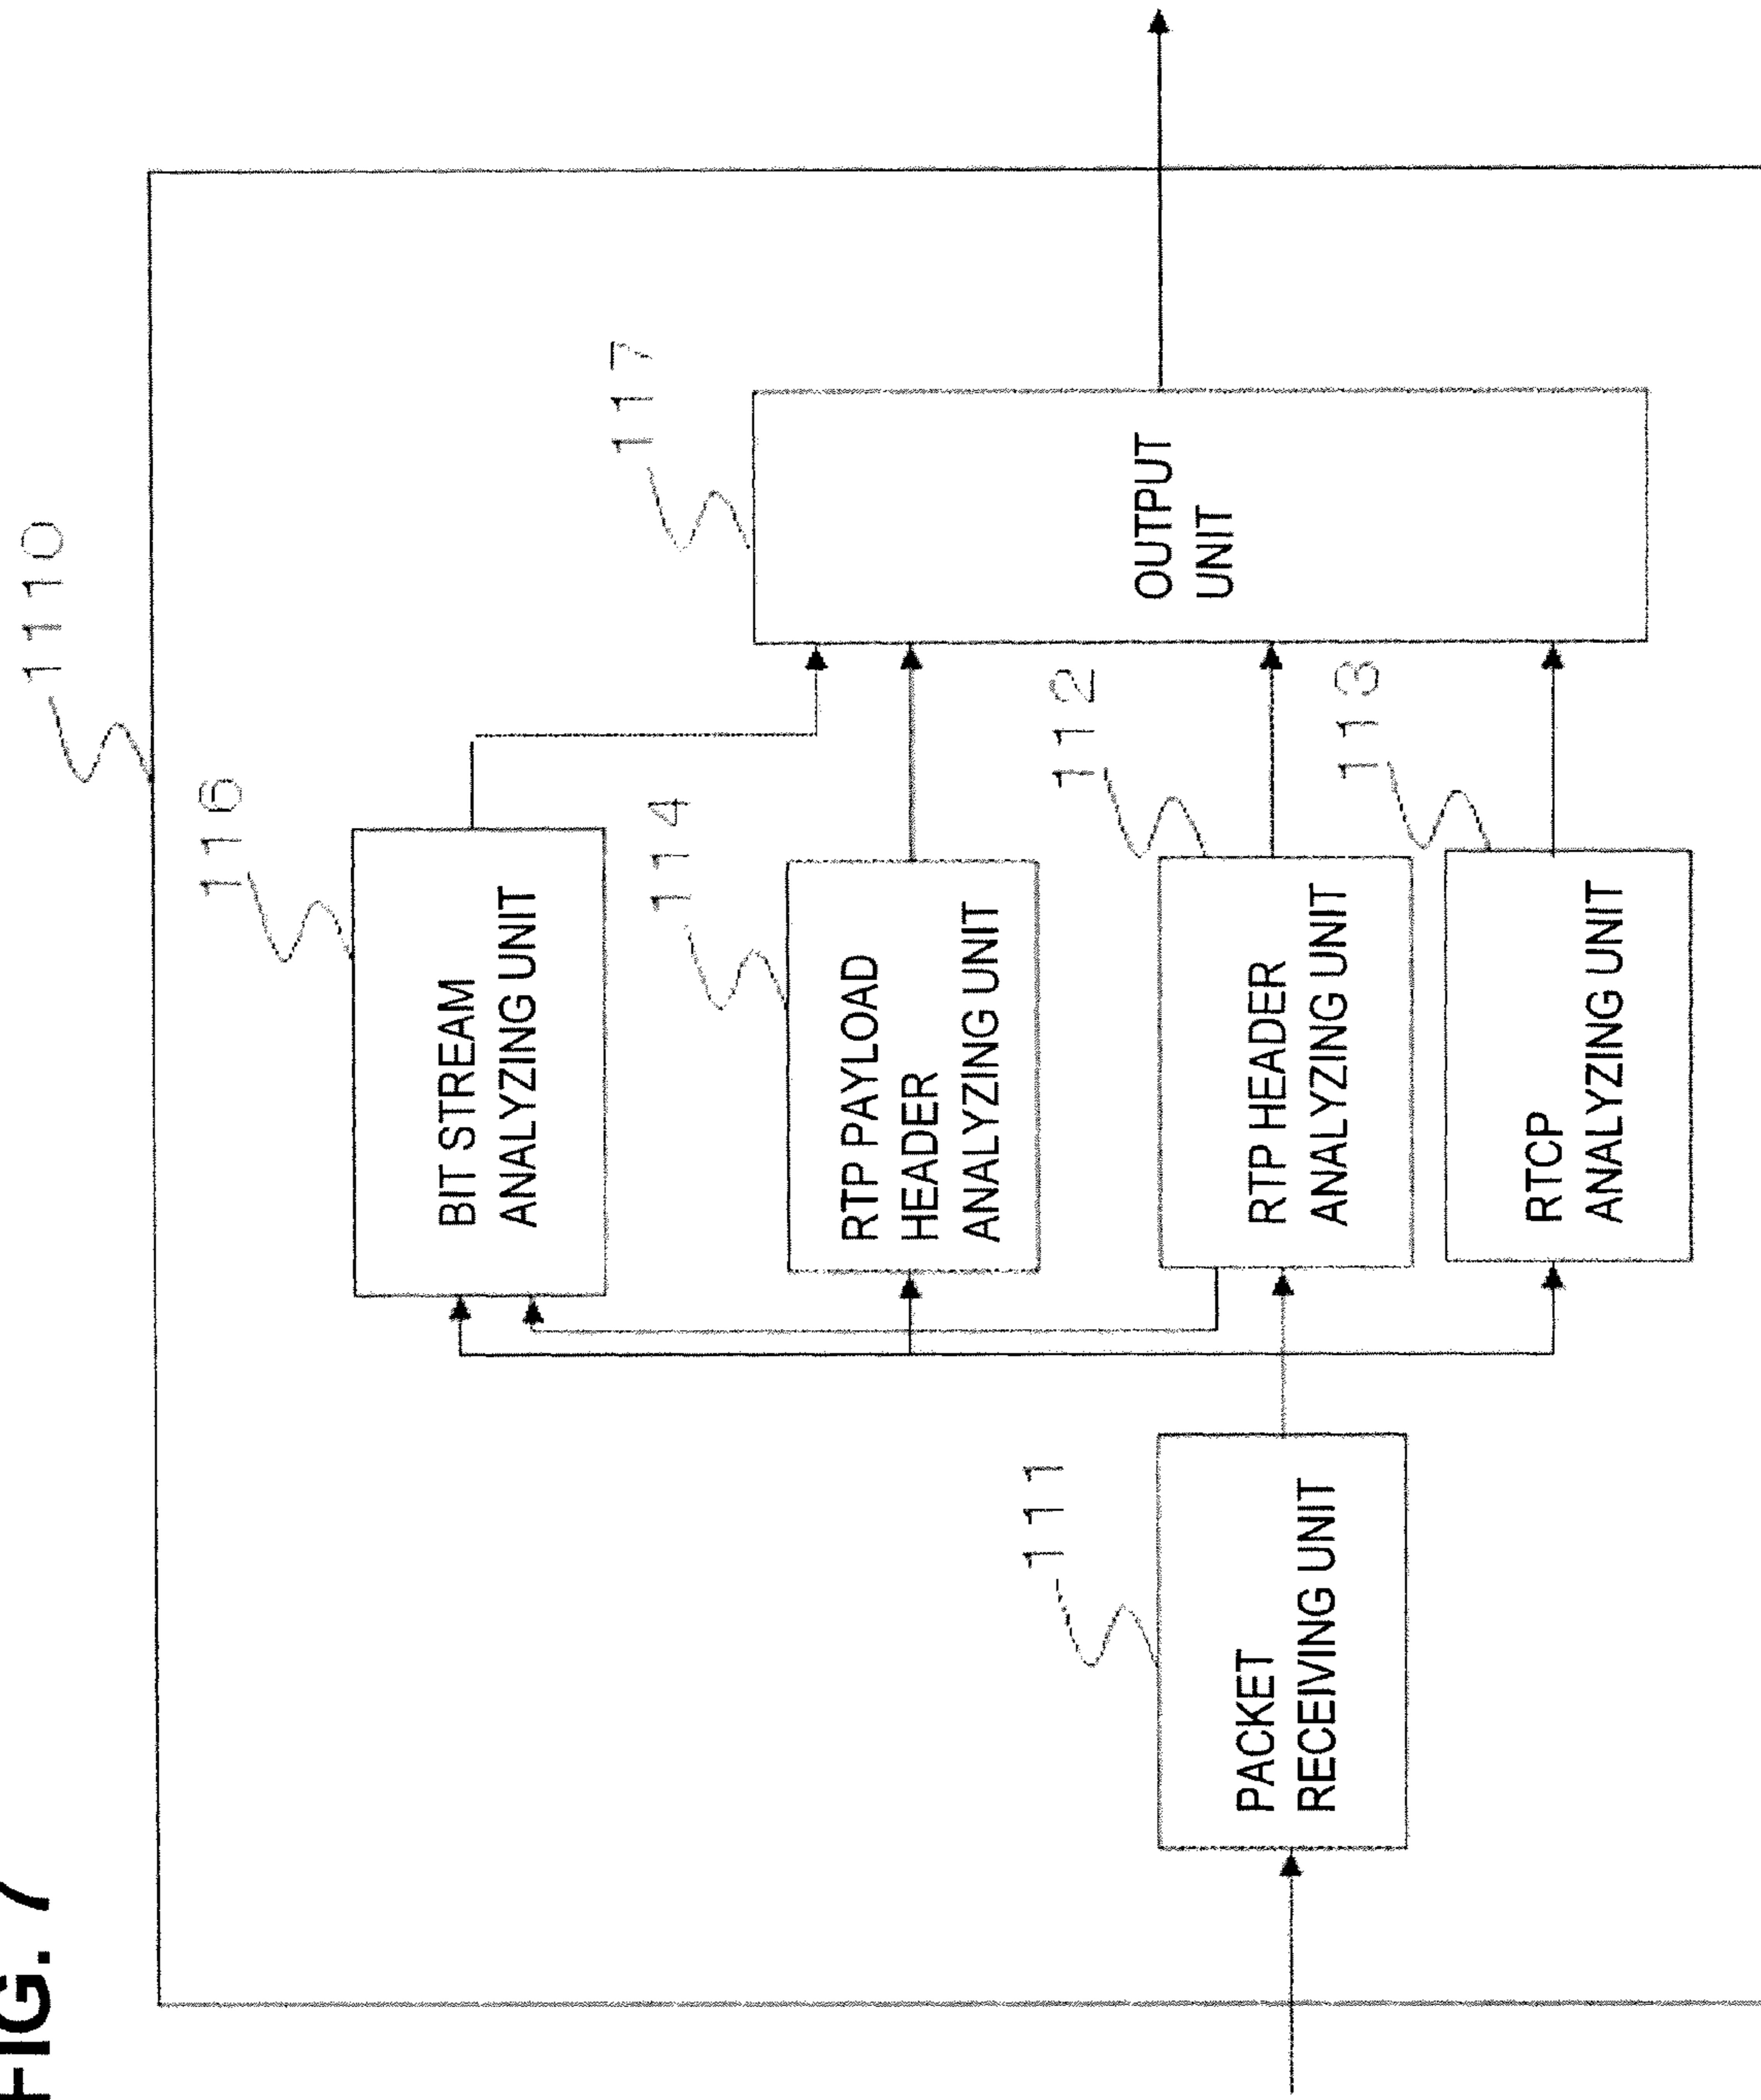 FIG. 7
1110
116
BIT STREAM
ANALYZING UNIT
117
114
RTP PAYLOAD
HEADER
ANALYZING UNIT
OUTPUT
UNIT
111
PACKET
RECEIVING UNIT
112
RTP HEADER
ANALYZING UNIT
113
RTCP
ANALYZING UNIT